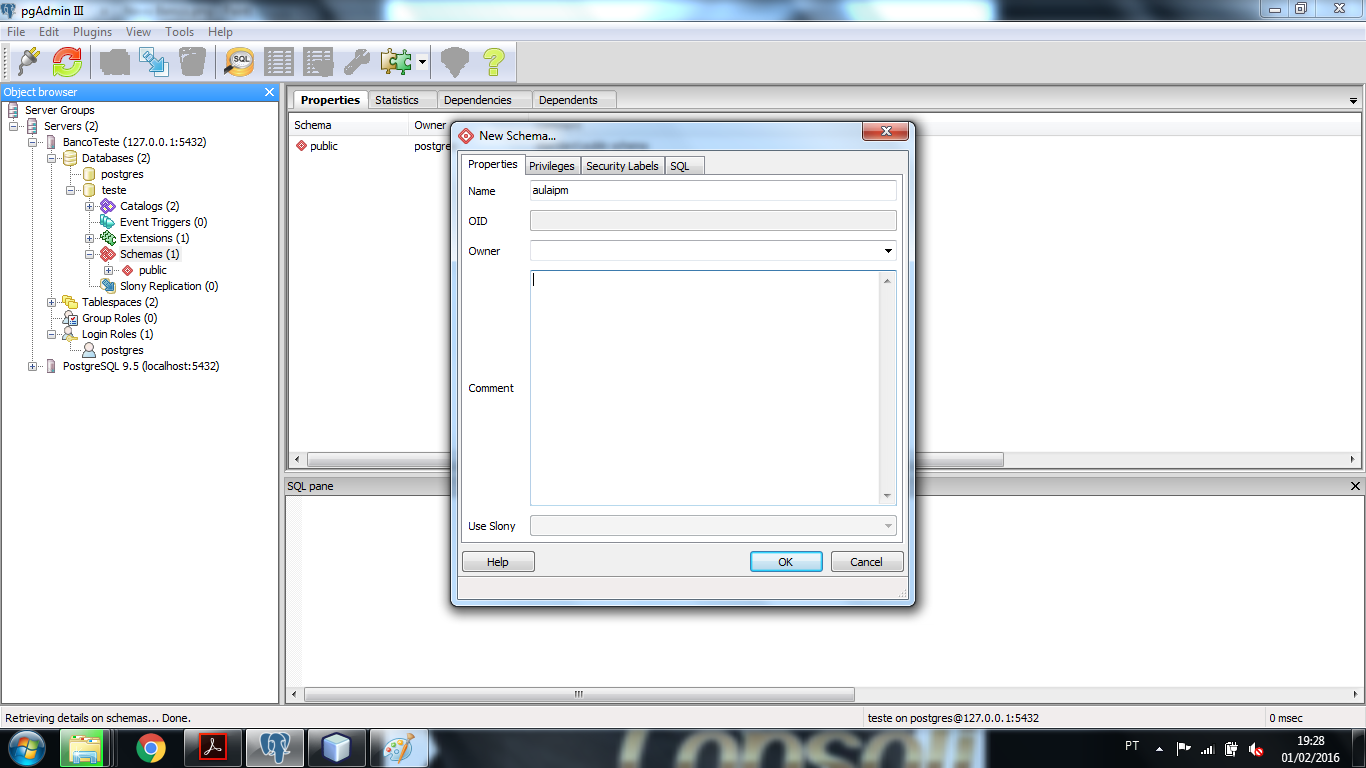 pgAdmin III
File Edit Plugins View Tools Help
SQL
Object browser
Server Groups
Servers (2)
BancoTeste (127.0.0.1:5432)
Databases (2)
postgres
teste
Catalogs (2)
Event Triggers (0)
Extensions (1)
Schemas (1)
public
Slony Replication (0)
Tablespaces (2)
Group Roles (0)
Login Roles (1)
postgres
PostgreSQL 9.5 (localhost:5432)
Properties Statistics Dependencies Dependents
Schema Owner
public postgre
New Schema...
Properties Privileges Security Labels SQL
Name aulaipm
OID
Owner
Comment
Use Slony
Help OK Cancel
SQL pane
Retrieving details on schemas... Done. teste on postgres@127.0.0.1:5432 0 msec
PT 19:28
01/02/2016